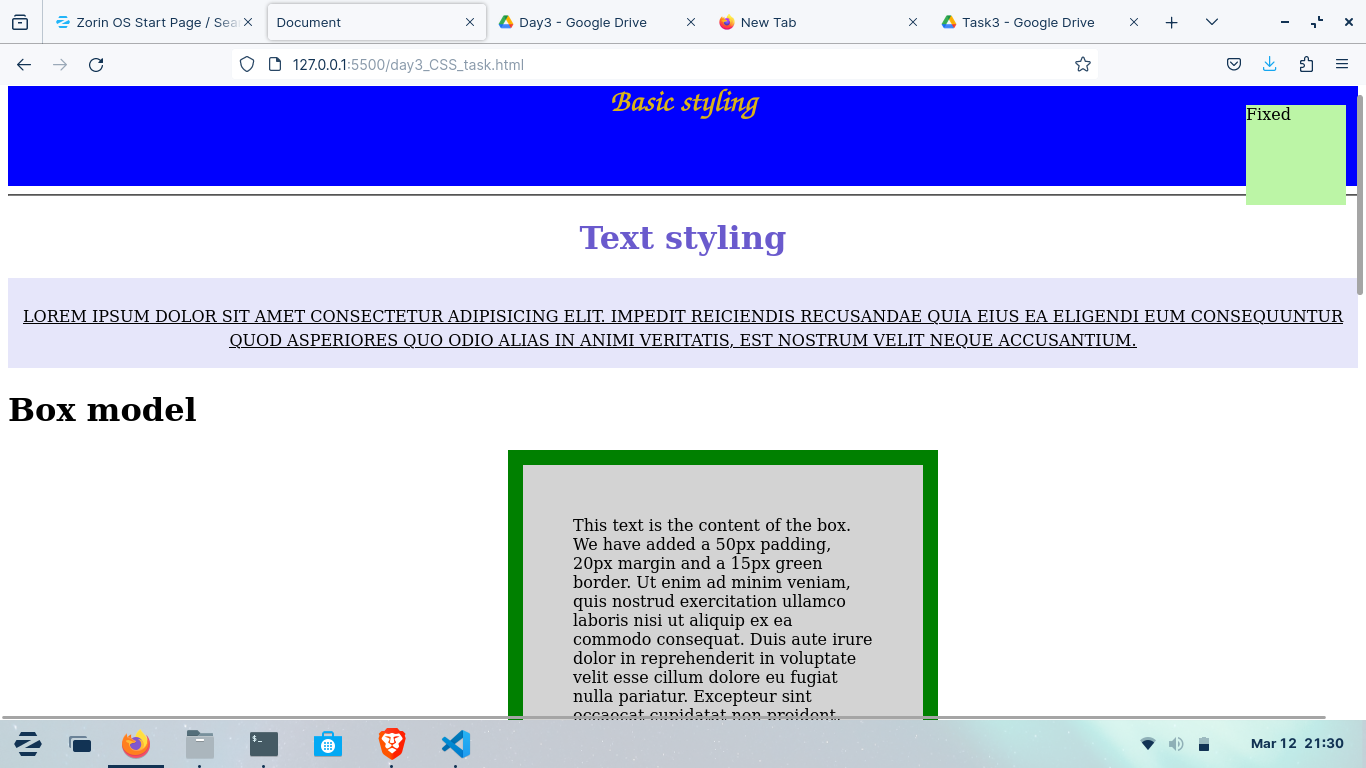 Zorin OS Start Page / Sea
Document
Day3 - Google Drive
New Tab
Task3 - Google Drive
127.0.0.1:5500/day3_CSS_task.html
Basic styling
Fixed
Text styling
LOREM IPSUM DOLOR SIT AMET CONSECTETUR ADIPISICING ELIT. IMPEDIT REICIENDIS RECUSANDAE QUIA EIUS EA ELIGENDI EUM CONSEQUUNTUR
QUOD ASPERIORES QUO ODIO ALIAS IN ANIMI VERITATIS, EST NOSTRUM VELIT NEQUE ACCUSANTIUM.
Box model
This text is the content of the box.
We have added a 50px padding,
20px margin and a 15px green
border. Ut enim ad minim veniam,
quis nostrud exercitation ullamco
laboris nisi ut aliquip ex ea
commodo consequat. Duis aute irure
dolor in reprehenderit in voluptate
velit esse cillum dolore eu fugiat
nulla pariatur. Excepteur sint
occaecat cupidatat non proident,
Mar 12 21:30